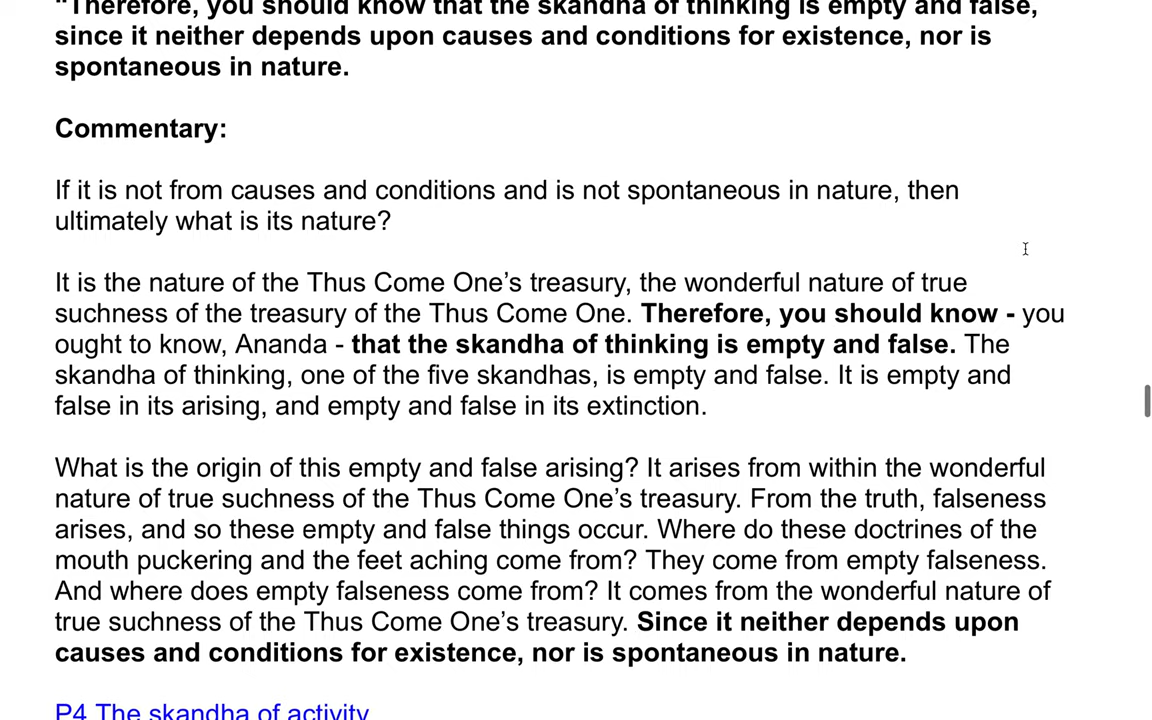 "Therefore, you should know that the skandha of thinking is empty and false,
since it neither depends upon causes and conditions for existence, nor is
spontaneous in nature.
Commentary:
If it is not from causes and conditions and is not spontaneous in nature, then
ultimately what is its nature?
It is the nature of the Thus Come One’s treasury, the wonderful nature of true
suchness of the treasury of the Thus Come One. Therefore, you should know - you
ought to know, Ananda - that the skandha of thinking is empty and false. The
skandha of thinking, one of the five skandhas, is empty and false. It is empty and
false in its arising, and empty and false in its extinction.
What is the origin of this empty and false arising? It arises from within the wonderful
nature of true suchness of the Thus Come One’s treasury. From the truth, falseness
arises, and so these empty and false things occur. Where do these doctrines of the
mouth puckering and the feet aching come from? They come from empty falseness.
And where does empty falseness come from? It comes from the wonderful nature of
true suchness of the Thus Come One’s treasury. Since it neither depends upon
causes and conditions for existence, nor is spontaneous in nature.
P4 The skandha of activity